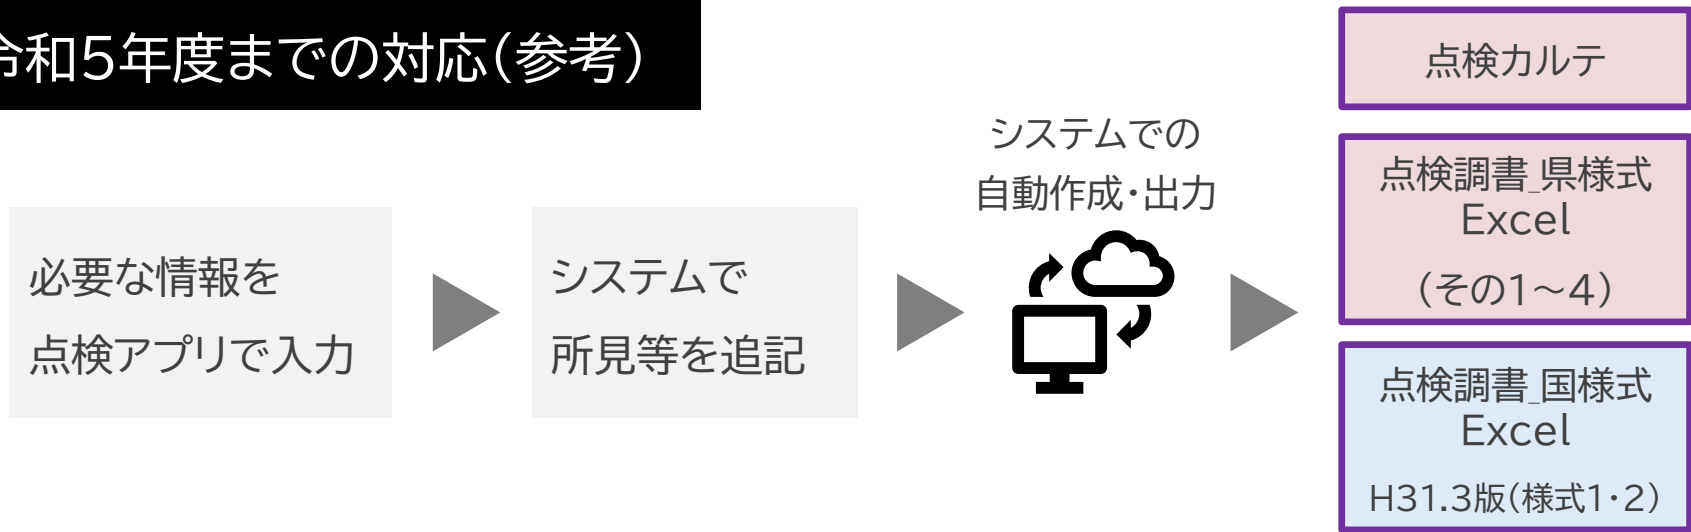 令和5年度までの対応（参考）
必要な情報を
点検アプリで入力
システムで
所見等を追記
システムでの
自動作成・出力
点検カルテ
点検調書_県様式
Excel
（その1～4）
点検調書_国様式
Excel
H31.3版（様式1・2）